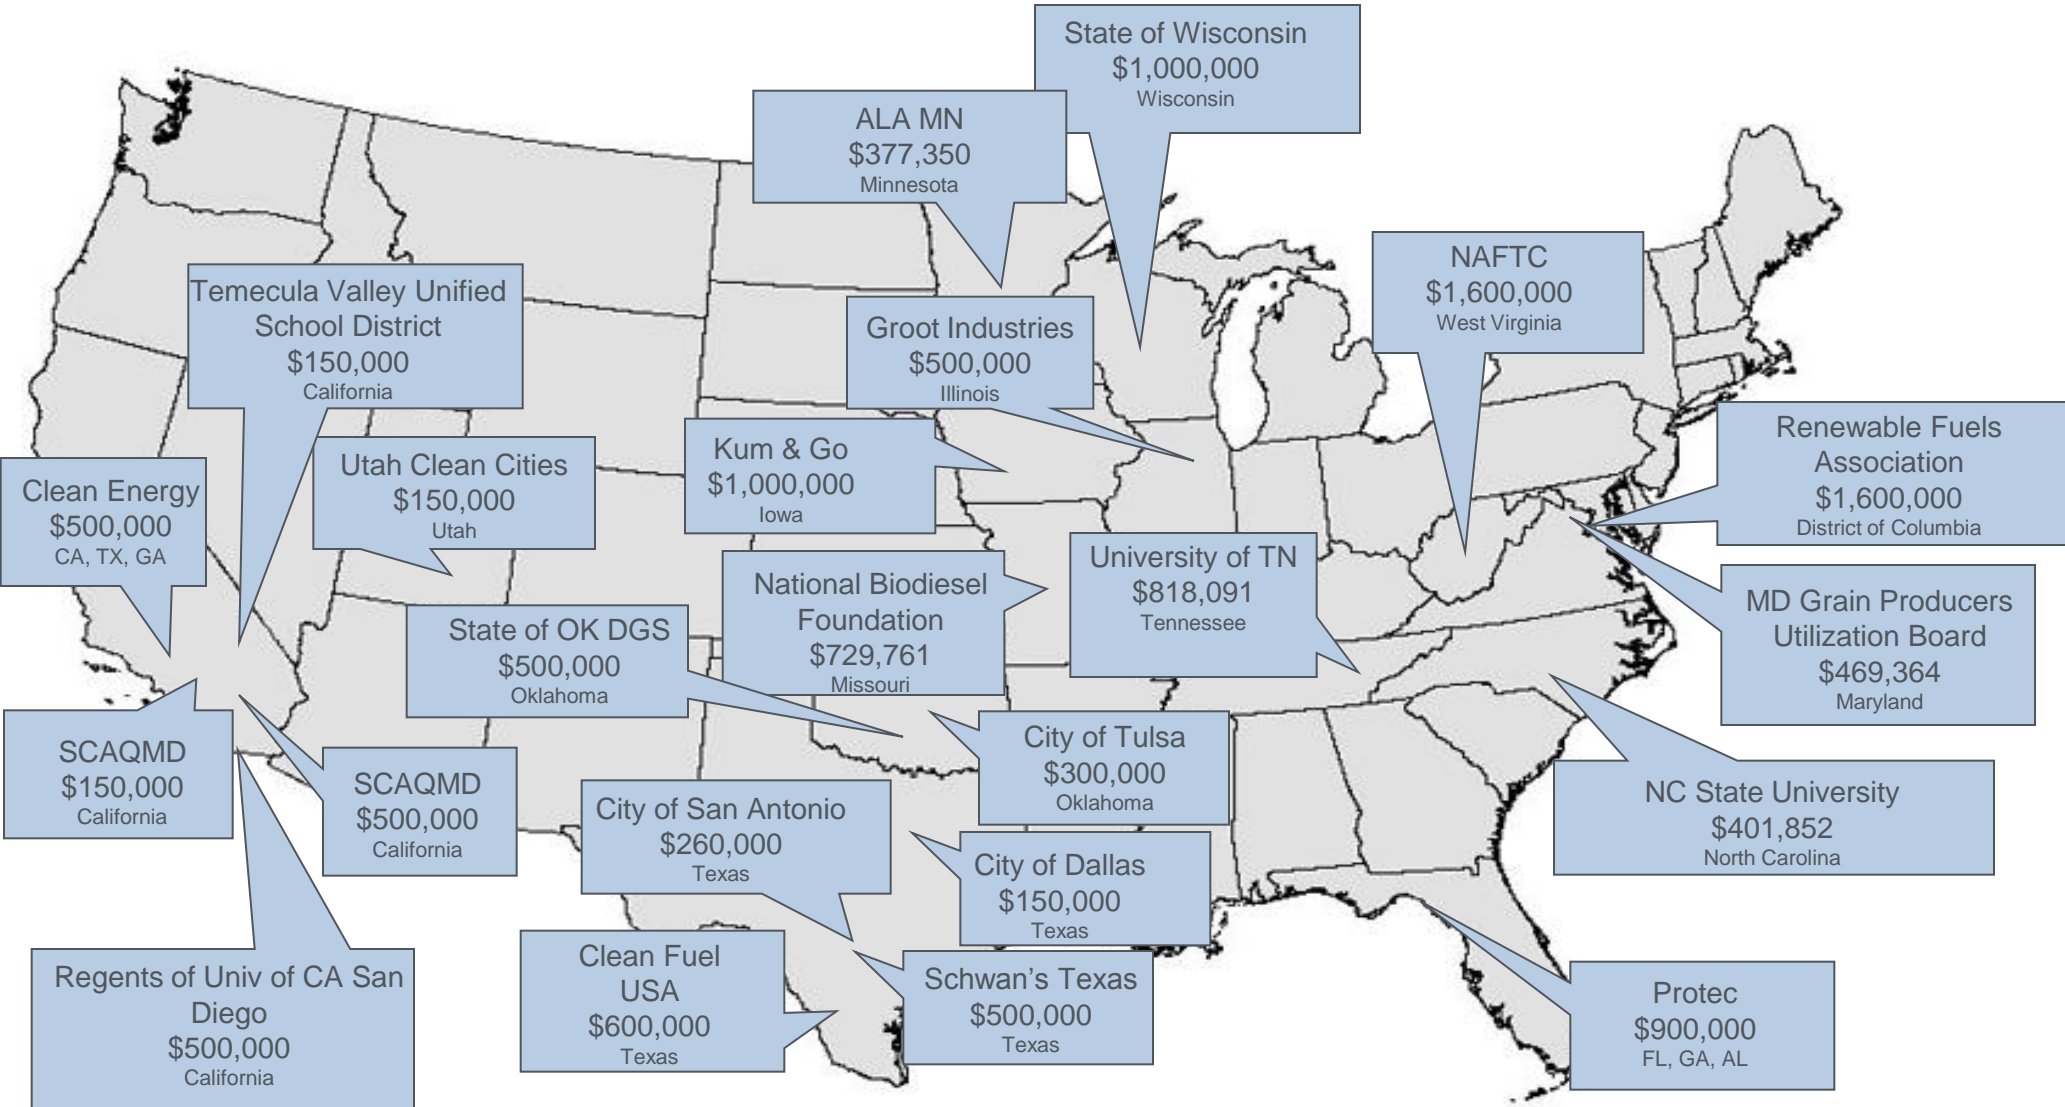 State of Wisconsin
$1,000,000
Wisconsin
ALA MN
$377,350
Minnesota
NAFTC
$1,600,000
West Virginia
Temecula Valley Unified
School District
$150,000
California
Groot Industries
$500,000
Illinois
Renewable Fuels
Association
$1,600,000
District of Columbia
Kum & Go
$1,000,000
Iowa
Utah Clean Cities
$150,000
Utah
Clean Energy
$500,000
CA, TX, GA
University of TN
$818,091
Tennessee
National Biodiesel
Foundation
$729,761
Missouri
MD Grain Producers
Utilization Board
$469,364
Maryland
State of OK DGS
$500,000
Oklahoma
SCAQMD
$150,000
California
City of Tulsa
$300,000
Oklahoma
SCAQMD
$500,000
California
City of San Antonio
$260,000
Texas
NC State University
$401,852
North Carolina
City of Dallas
$150,000
Texas
Clean Fuel
USA
$600,000
Texas
Schwan’s Texas
$500,000
Texas
Regents of Univ of CA San
Diego
$500,000
California
Protec
$900,000
FL, GA, AL